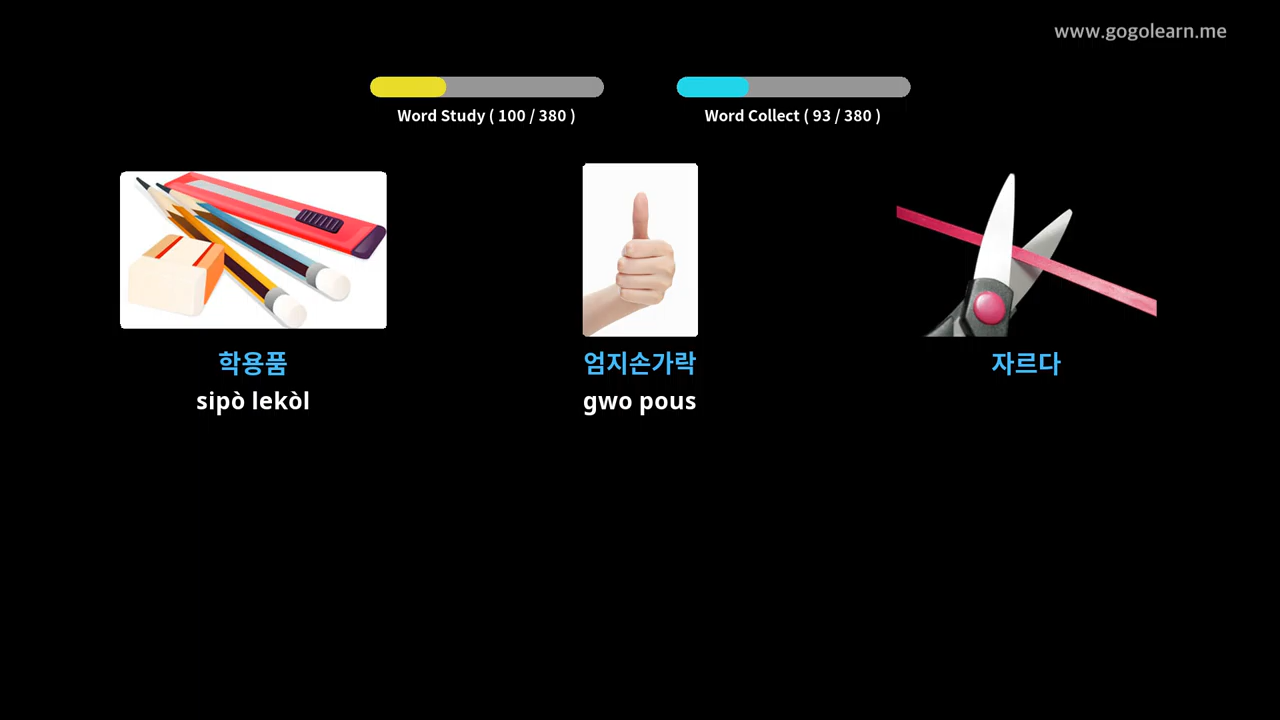 www.gogolearn.me
Word Study ( 100 / 380 )
Word Collect ( 93 / 380 )
학용품
엄지손가락
자르다
sipò lekòl
gwo pous